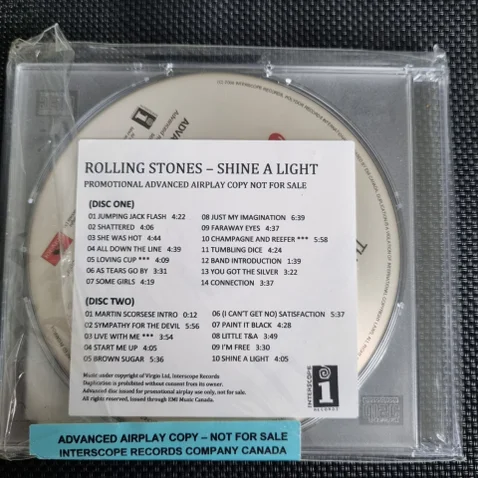 ROLLING STONES – SHINE A LIGHT
PROMOTIONAL ADVANCED AIRPLAY COPY NOT FOR SALE
(DISC ONE)
01 JUMPING JACK FLASH 4:22
02 SHATTERED 4:06
03 SHE WAS HOT 4:44
04 ALL DOWN THE LINE 4:39
05 LOVING CUP *** 4:09
06 AS TEARS GO BY 3:31
07 SOME GIRLS 4:19
08 JUST MY IMAGINATION 6:39
09 FARAWAY EYES 4:37
10 CHAMPAGNE AND REEFER *** 5:58
11 TUMBLING DICE 4:24
12 BAND INTRODUCTION 1:39
13 YOU GOT THE SILVER 3:22
14 CONNECTION 3:37
(DISC TWO)
01 MARTIN SCORSESE INTRO 0:12
02 SYMPATHY FOR THE DEVIL 5:56
03 LIVE WITH ME *** 3:54
04 START ME UP 4:05
05 BROWN SUGAR 5:36
06 (I CAN'T GET NO) SATISFACTION 5:37
07 PAINT IT BLACK 4:28
08 LITTLE T&A 4:09
09 I'M FREE 3:30
10 SHINE A LIGHT 4:05
Music under copyright of Virgin Ltd, Interscope Records
Duplication is prohibited without consent from its owner.
Advanced disc issued for promotional airplay use only, not for sale.
All rights reserved, Issued through EMI Music Canada.
INTERSCOPE
RECORDS
ADVANCED AIRPLAY COPY – NOT FOR SALE
INTERSCOPE RECORDS COMPANY CANADA